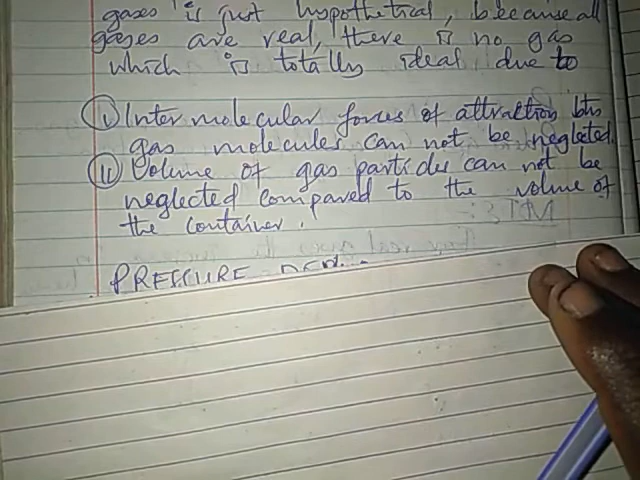 gases is just hypothetical, because all
gases are real, there is no gas
which is totally ideal due to
(i) Inter molecular forces of attraction btn
gas molecules can not be neglected.
(ii) Volume of gas particles can not be
neglected compared to the volume of
the container.
PRESSURE